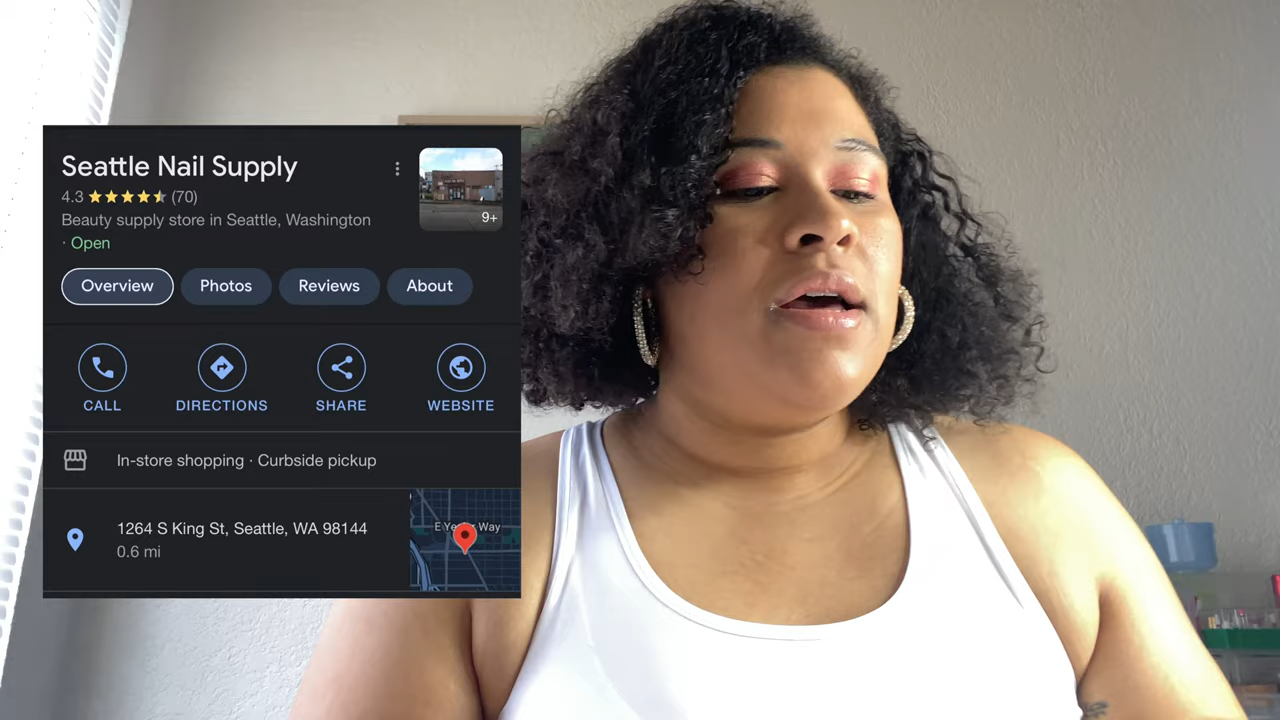 Seattle Nail Supply
4.3 (70)
Beauty supply store in Seattle, Washington
· Open
9+
Overview Photos Reviews About
CALL DIRECTIONS SHARE WEBSITE
In-store shopping · Curbside pickup
1264 S King St, Seattle, WA 98144
0.6 mi
Way